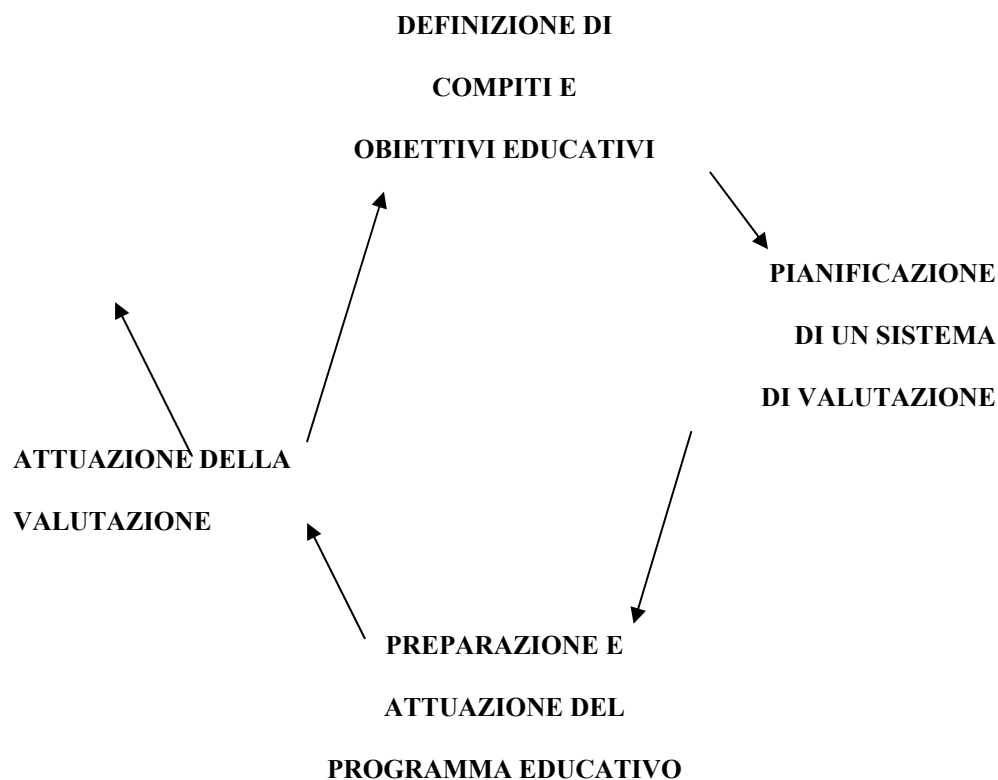 DEFINIZIONE DI
COMPITI E
OBIETTIVI EDUCATIVI
PIANIFICAZIONE
DI UN SISTEMA
DI VALUTAZIONE
ATTUAZIONE DELLA
VALUTAZIONE
PREPARAZIONE E
ATTUAZIONE DEL
PROGRAMMA EDUCATIVO